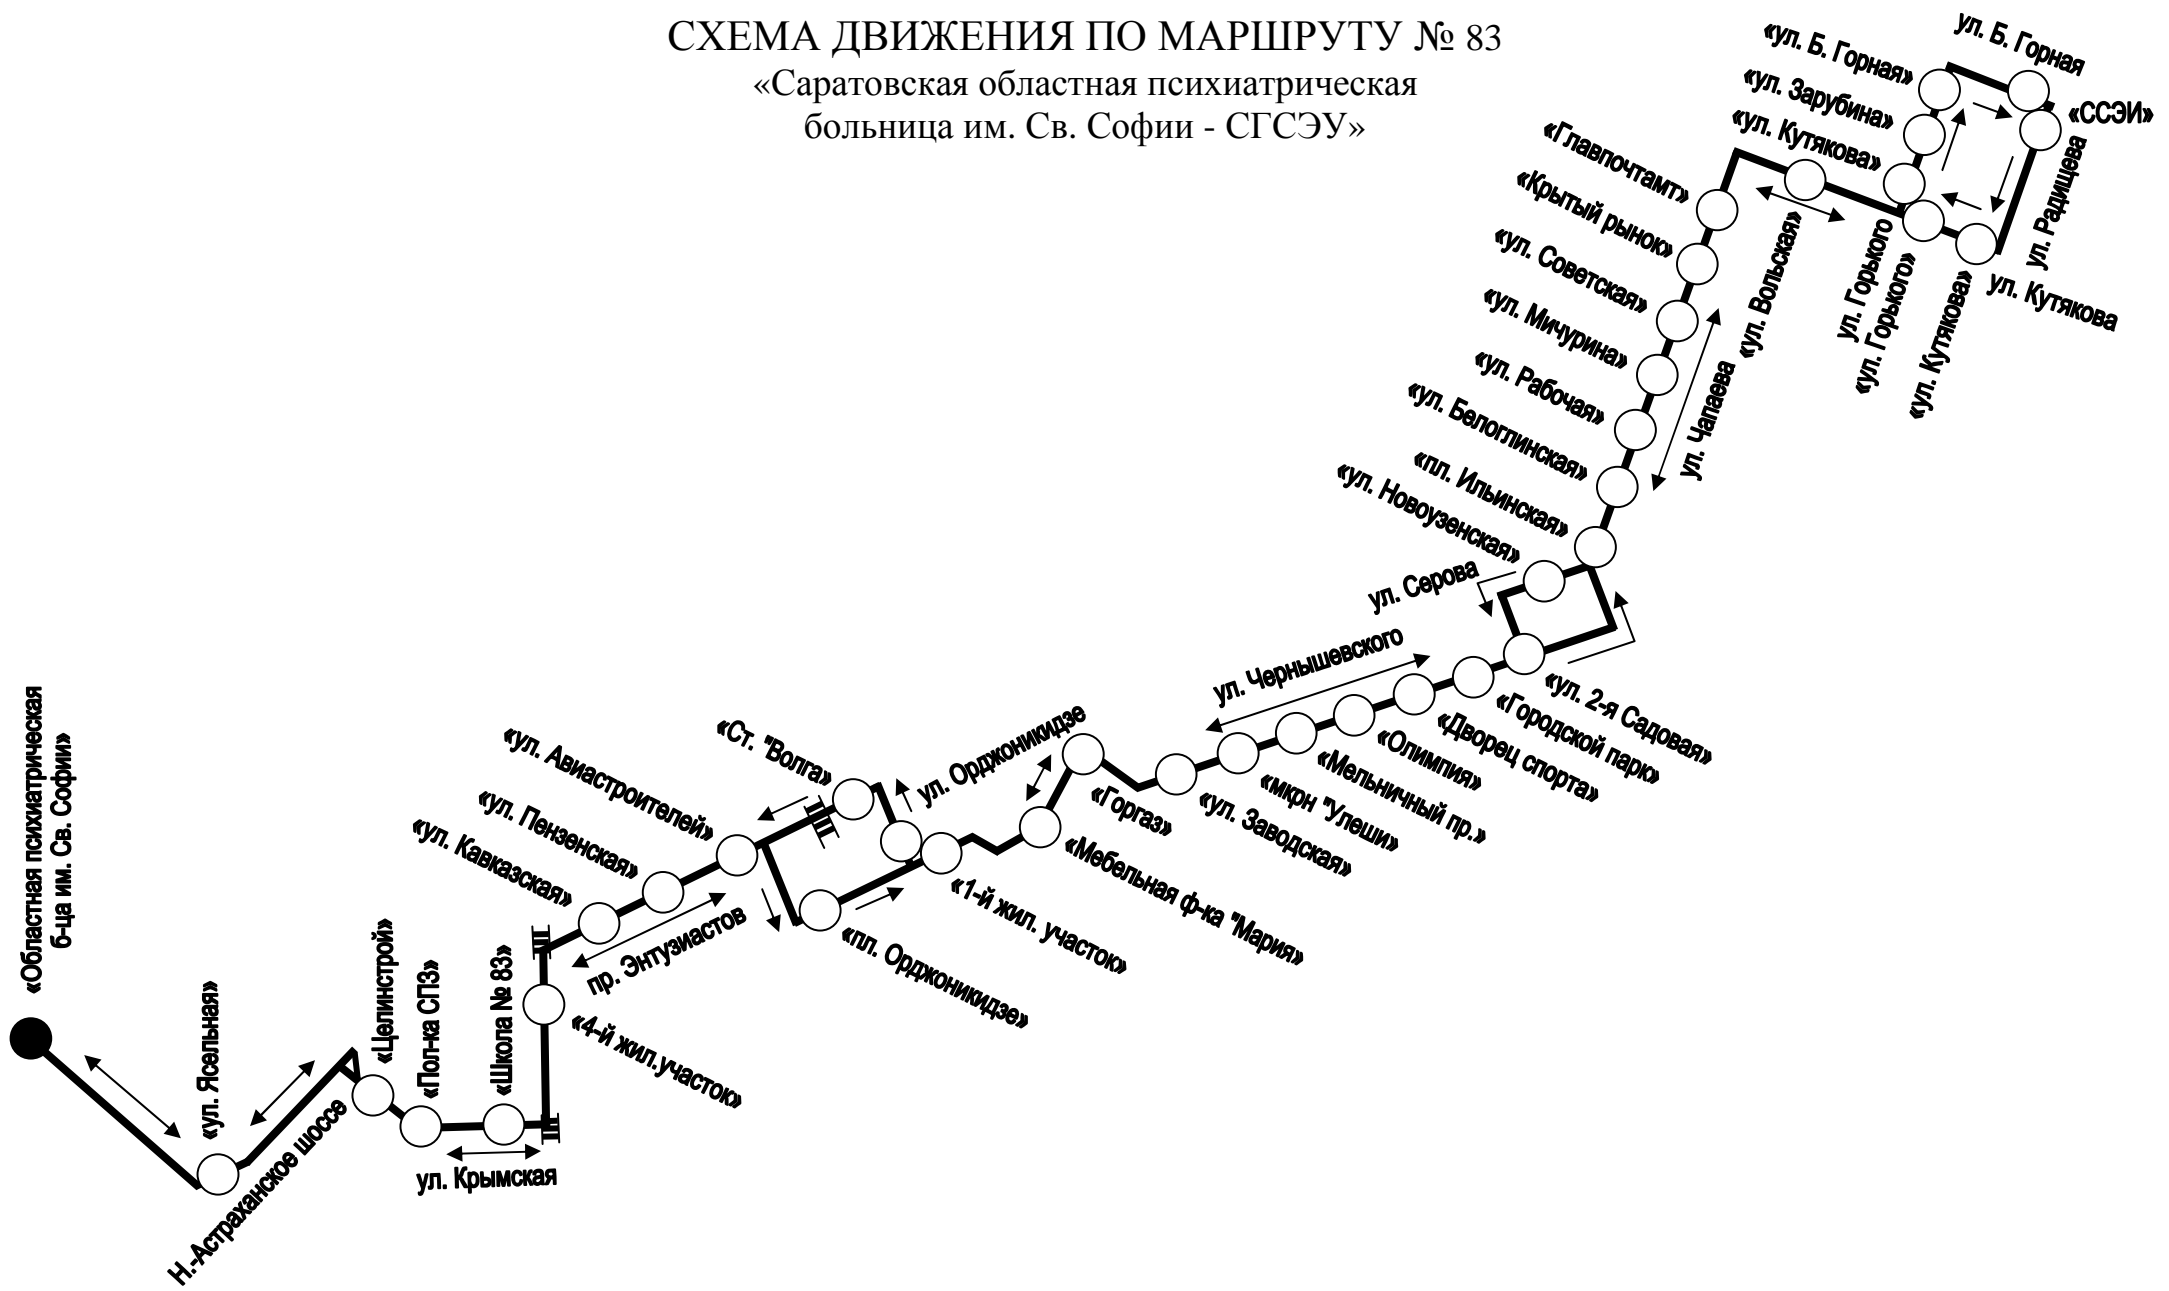 СХЕМА ДВИЖЕНИЯ ПО МАРШРУТУ № 83
«Саратовская областная психиатрическая
больница им. Св. Софии - СГСЭУ»
ул. Б. Горная
«ул. Б. Горная»
«ул. Зарубина»
«ул. Кутякова»
«ССЭИ»
ул. Радищева
«Главпочтамт»
«Крытый рынок»
«ул. Советская»
«ул. Мичурина»
«ул. Рабочая»
«ул. Белоглинская»
«пл. Ильинская»
«ул. Новоузенская»
«ул. Вольская»
ул. Чапаева
ул. Горького
«ул. Горького»
«ул. Кутякова»
ул. Кутякова
ул. Серова
ул. Чернышевского
«ул. 2-я Садовая»
«Городской парк»
«Дворец спорта»
«Олимпия»
«Мельничный пр.»
«мкрн "Улеши»
«ул. Заводская»
«Горгаз»
«Мебельная ф-ка "Мария»
ул. Орджоникидзе
«Ст. "Волга»
«1-й жил. участок»
«пл. Орджоникидзе»
«ул. Авиастроителей»
«ул. Пензенская»
«ул. Кавказская»
пр. Энтузиастов
«4-й жил.участок»
«Школа № 83»
«Пол-ка СПЗ»
«Целинстрой»
ул. Крымская
Н.-Астраханское шоссе
«ул. Ясельная»
«Областная психиатрическая
б-ца им. Св. Софии»